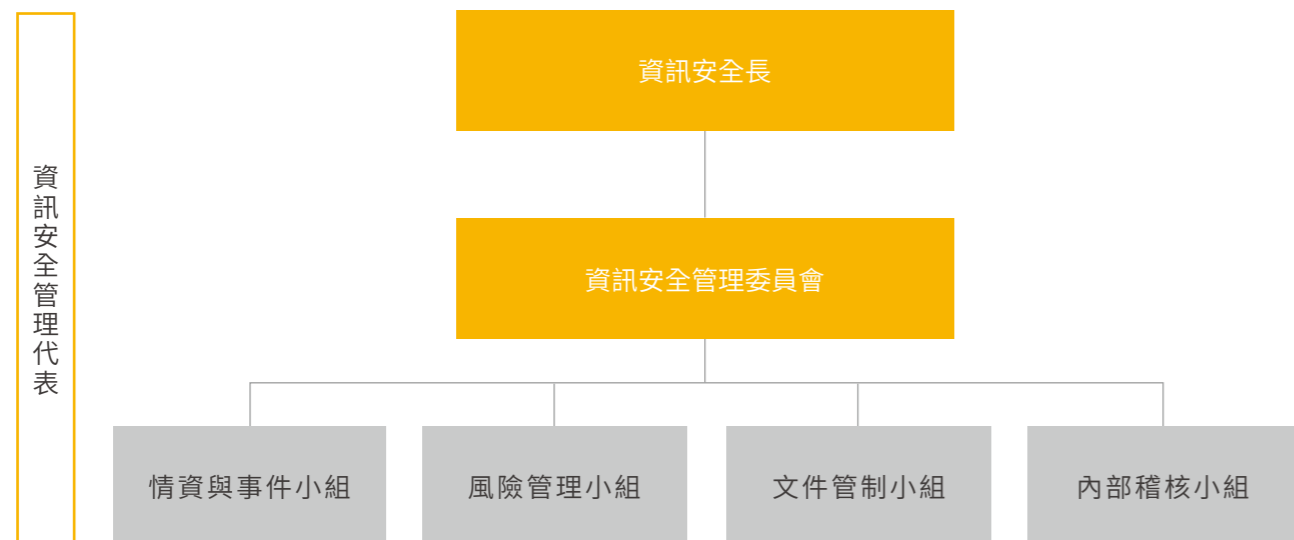 資訊安全管理代表
資訊安全長
資訊安全管理委員會
情資與事件小組
風險管理小組
文件管制小組
內部稽核小組